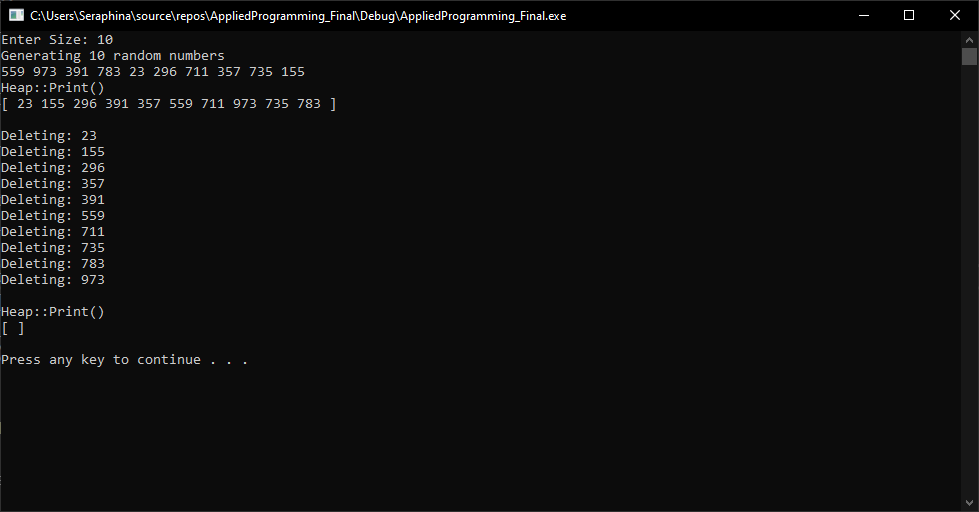 C:\Users\Seraphina\source\repos\AppliedProgramming_Final\Debug\AppliedProgramming_Final.exe
Enter Size: 10
Generating 10 random numbers
559 973 391 783 23 296 711 357 735 155
Heap::Print()
[ 23 155 296 391 357 559 711 973 735 783 ]
Deleting: 23
Deleting: 155
Deleting: 296
Deleting: 357
Deleting: 391
Deleting: 559
Deleting: 711
Deleting: 735
Deleting: 783
Deleting: 973
Heap::Print()
[ ]
Press any key to continue . . .